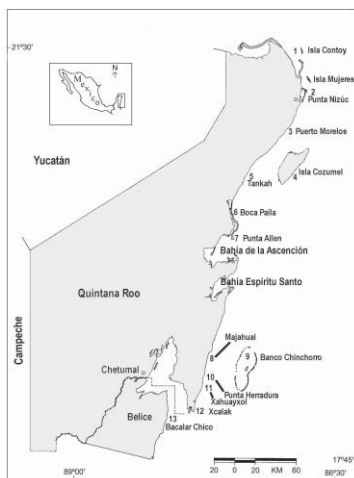 21°30'
N
México
1
Isla Contoy
Isla Mujeres
2
Punta Nizúc
3
Puerto Morelos
Yucatán
Isla Cozumel
4
5
Tankah
6
Boca Paila
7
Punta Allen
Bahía de la Ascención
Bahía Espíritu Santo
Quintana Roo
Campeche
Majahual
8
9
Banco Chinchorro
Chetumal
10
Punta Herradura
11
Xahuayxol
12
Xcalak
13
Bacalar Chico
Belice
89°00'
20 0 20 40 60
KM
17°45'
86°30'